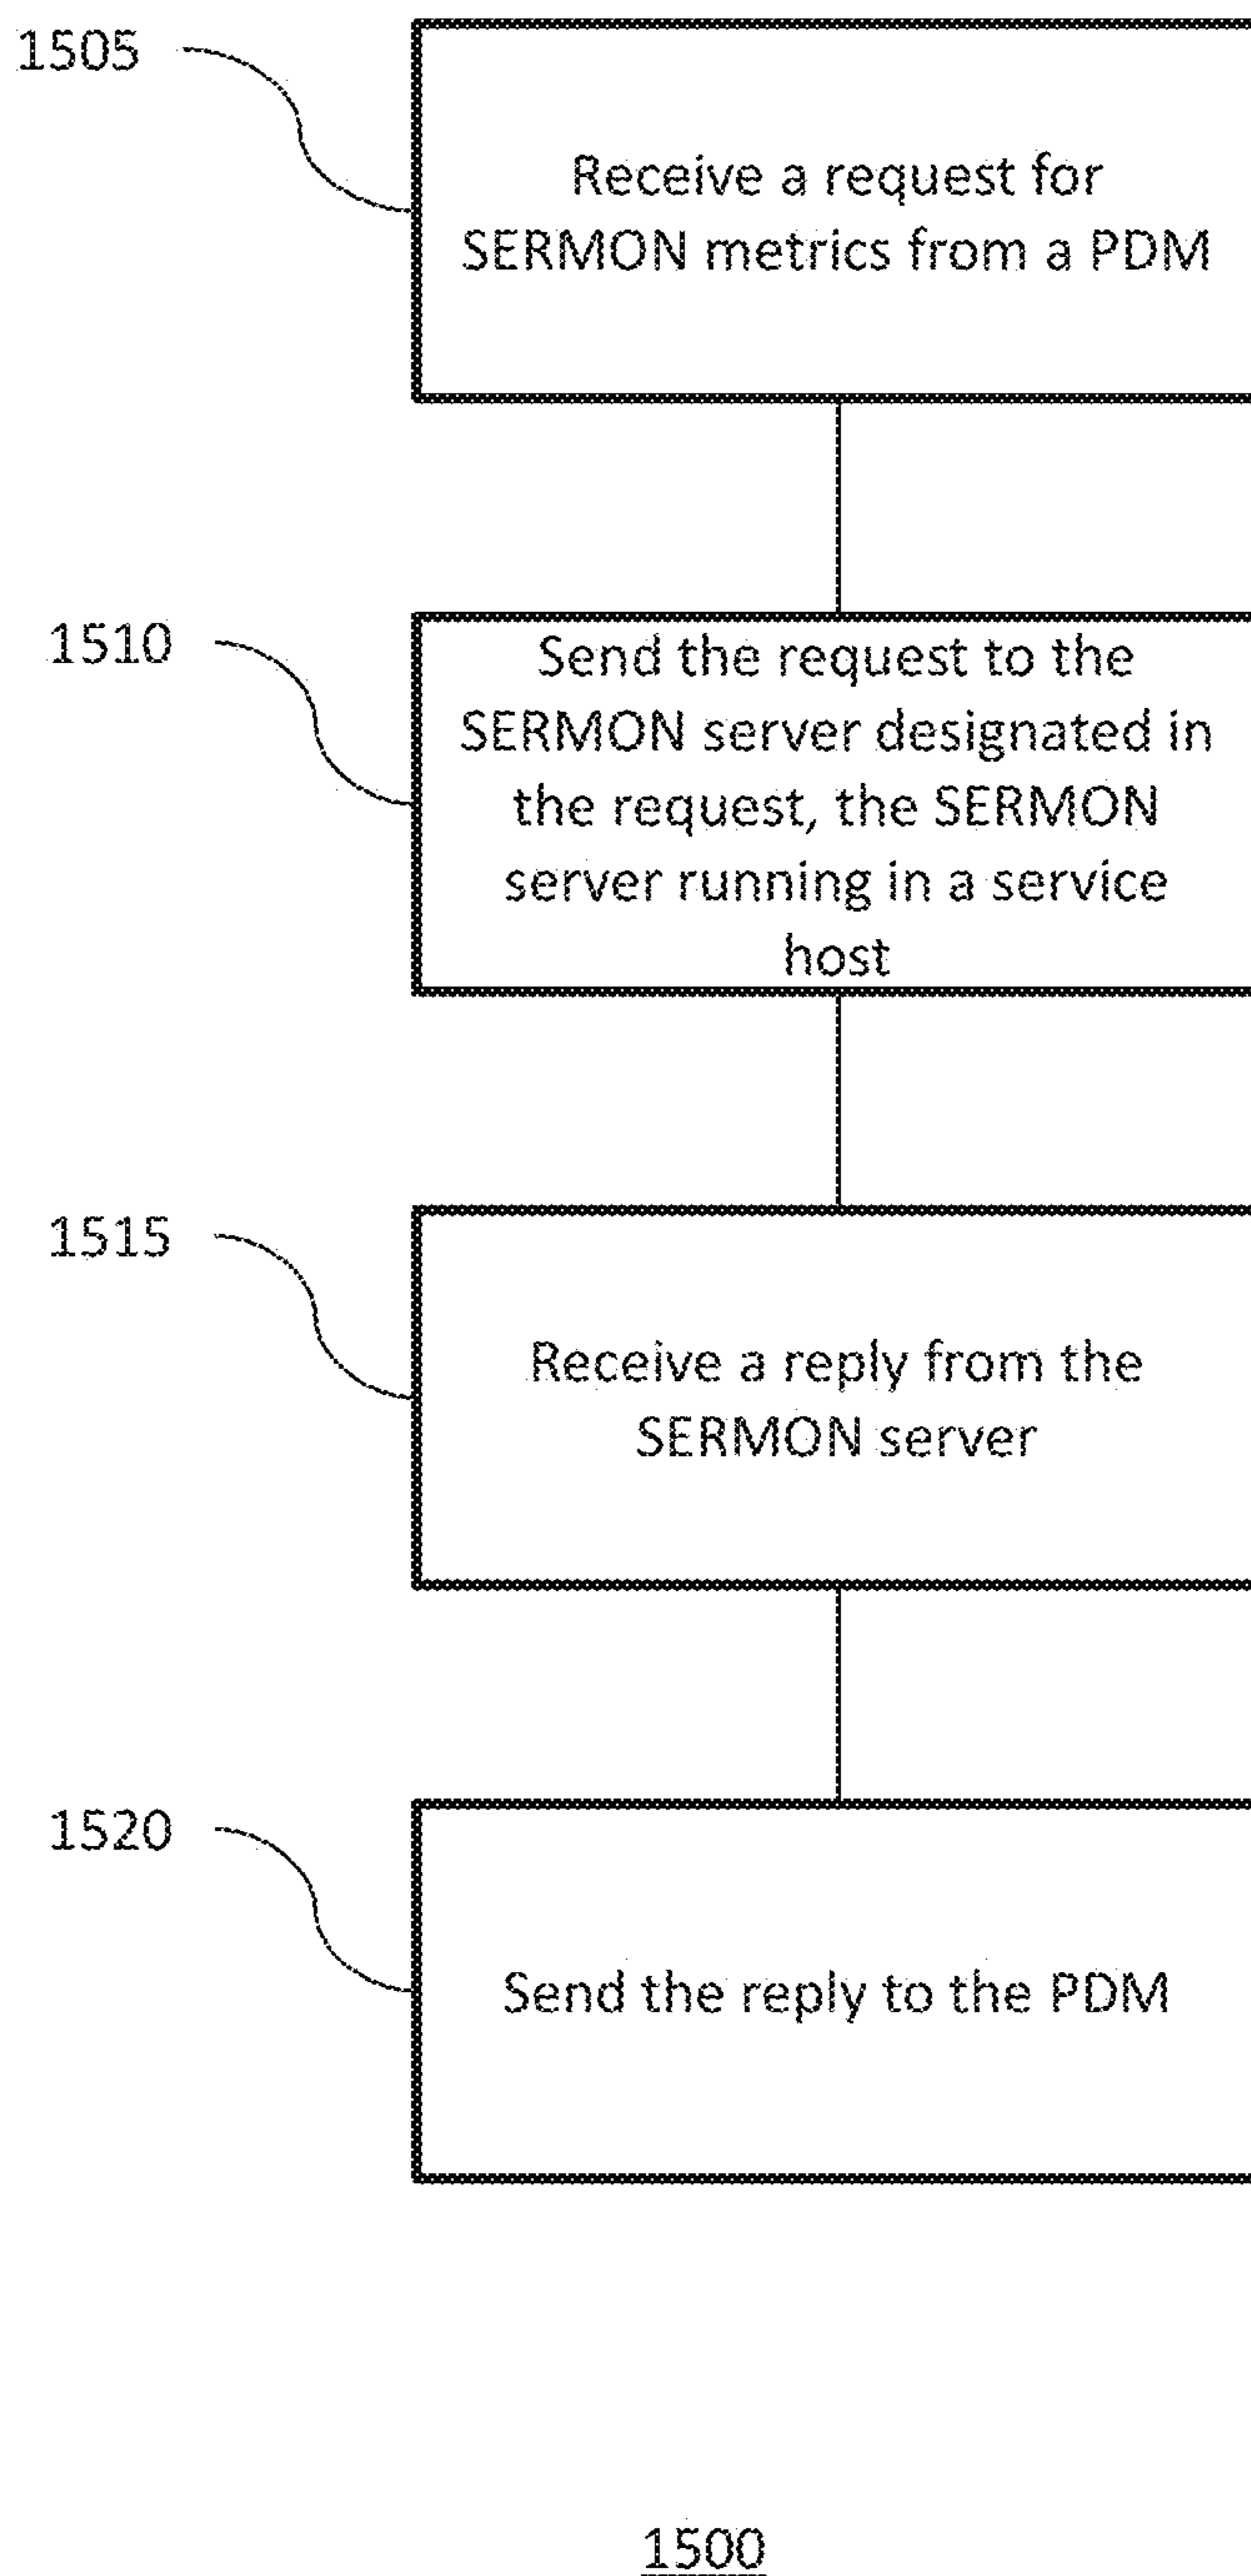 1505
Receive a request for
SERMON metrics from a PDM
1510
Send the request to the
SERMON server designated in
the request, the SERMON
server running in a service
host
1515
Receive a reply from the
SERMON server
1520
Send the reply to the PDM
1500